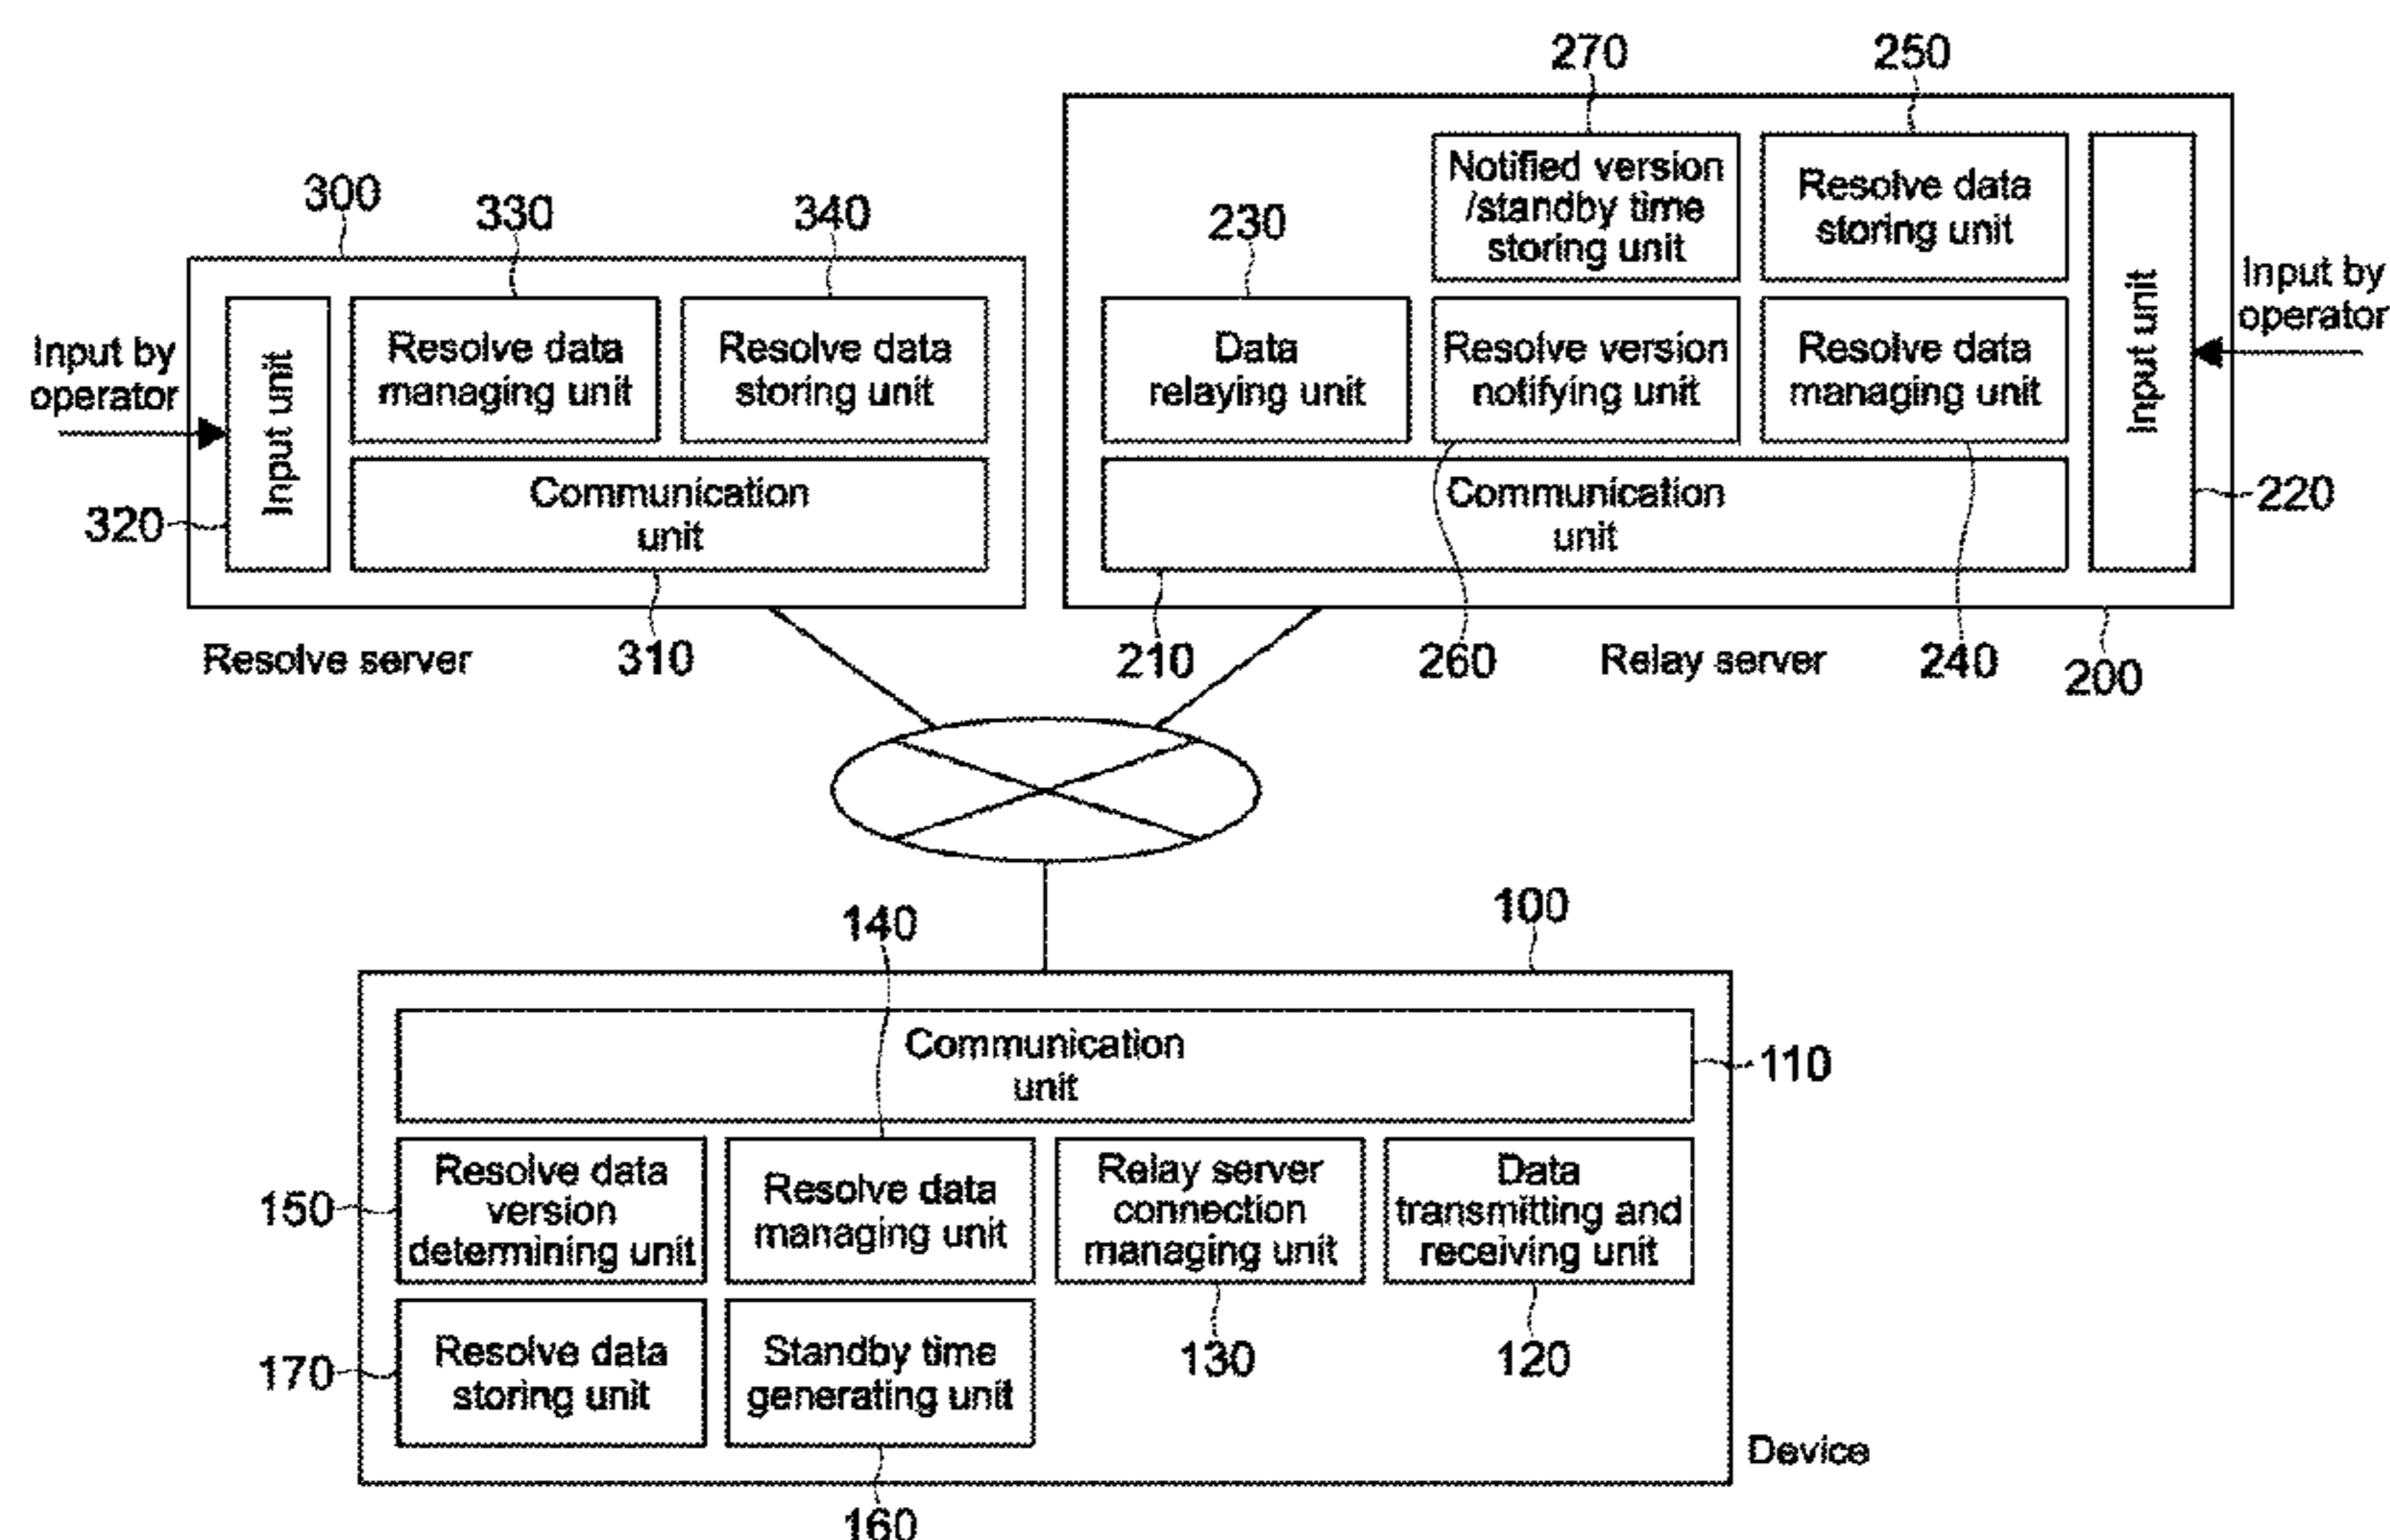 300
330
340
Input by
operator
Input unit
Resolve data
managing unit
Resolve data
storing unit
Communication
unit
320
310
Resolve server
270
250
230
Notified version
/standby time
storing unit
Resolve data
storing unit
Data
relaying unit
Resolve version
notifying unit
Resolve data
managing unit
Input unit
Input by
operator
Communication
unit
220
210
260
Relay server
240
200
140
100
Communication
unit
110
150
Resolve data
version
determining unit
Resolve data
managing unit
Relay server
connection
managing unit
Data
transmitting and
receiving unit
170
Resolve data
storing unit
Standby time
generating unit
130
120
Device
160